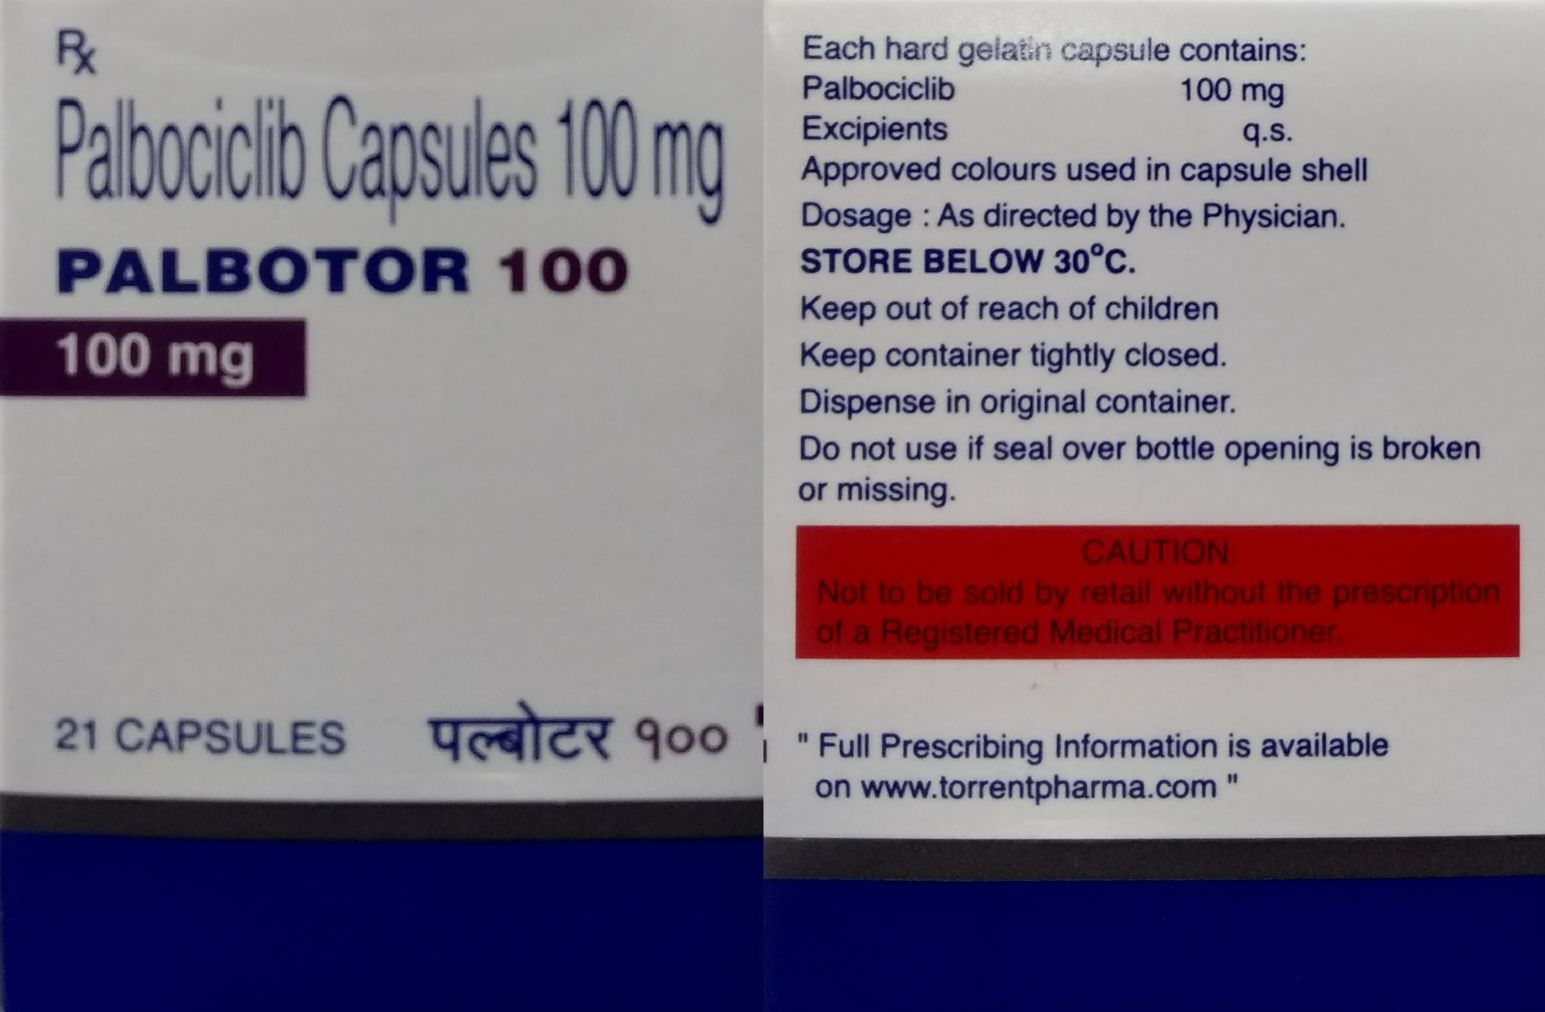 Rx
Palbociclib Capsules 100 mg
PALBOTOR 100
100 mg
21 CAPSULES पल्बोटर १००
Each hard gelatin capsule contains:
Palbociclib 100 mg
Excipients q.s.
Approved colours used in capsule shell
Dosage : As directed by the Physician.
STORE BELOW 30°C.
Keep out of reach of children
Keep container tightly closed.
Dispense in original container.
Do not use if seal over bottle opening is broken
or missing.
CAUTION:
Not to be sold by retail without the prescription
of a Registered Medical Practitioner.
" Full Prescribing Information is available
on www.torrentpharma.com "